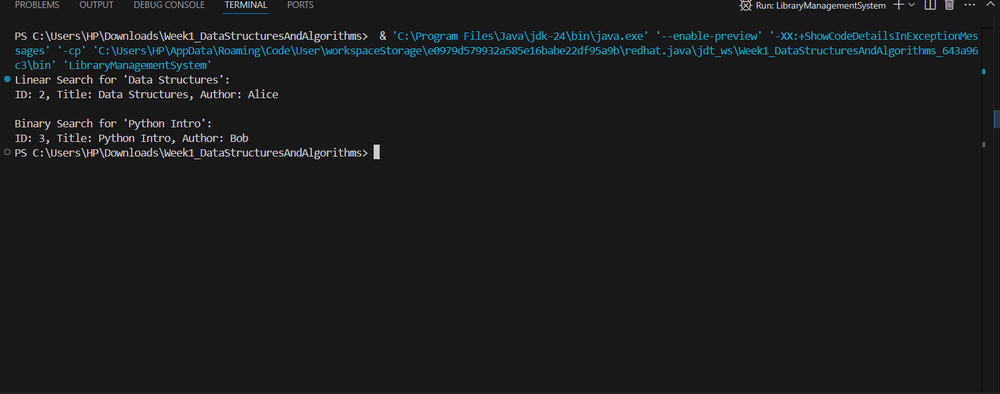 PROBLEMS OUTPUT DEBUG CONSOLE TERMINAL PORTS Run: LibraryManagementSystem
PS C:\Users\HP\Downloads\Week1_DataStructuresAndAlgorithms>  & 'C:\Program Files\Java\jdk-24\bin\java.exe' '--enable-preview' '-XX:+ShowCodeDetailsInExceptionMes
sages' '-cp' 'C:\Users\HP\AppData\Roaming\Code\User\workspaceStorage\e0979d579932a585e16babe22df95a9b\redhat.java\jdt_ws\Week1_DataStructuresAndAlgorithms_643a96
c3\bin' 'LibraryManagementSystem'
Linear Search for 'Data Structures':
ID: 2, Title: Data Structures, Author: Alice
Binary Search for 'Python Intro':
ID: 3, Title: Python Intro, Author: Bob
PS C:\Users\HP\Downloads\Week1_DataStructuresAndAlgorithms>